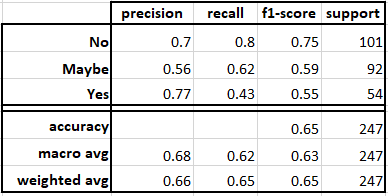 precision recall f1-score support
No 0.7 0.8 0.75 101
Maybe 0.56 0.62 0.59 92
Yes 0.77 0.43 0.55 54
accuracy 0.65 247
macro avg 0.68 0.62 0.63 247
weighted avg 0.66 0.65 0.65 247